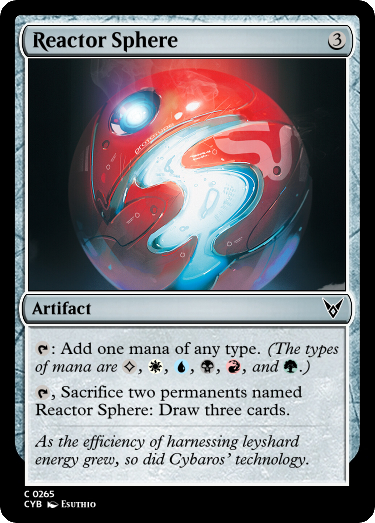 Reactor Sphere 3
Artifact
: Add one mana of any type. (The types
of mana are , , , , , and .)
, Sacrifice two permanents named
Reactor Sphere: Draw three cards.
As the efficiency of harnessing leyshard
energy grew, so did Cybaros' technology.
C 0265
CYB Esuthio